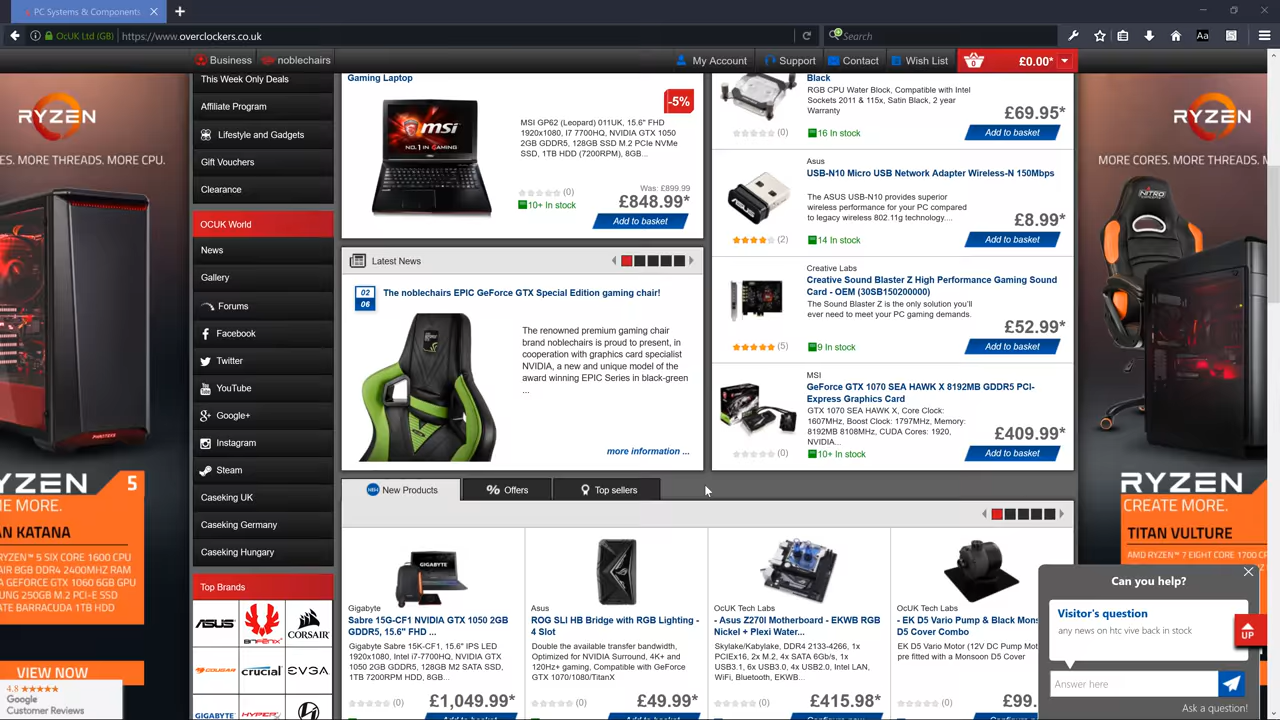 PC Systems & Components
OcUK Ltd (GB)
https://www.overclockers.co.uk
Search
Business
noblechairs
My Account
Support
Contact
Wish List
0
£0.00*
RYZEN
ES. MORE THREADS. MORE CPU.
YZEN 5
E MORE.
AN KATANA
RYZEN™ 5 SIX CORE 1600 CPU
AIR 8GB DDR4 2400MHZ RAM
A GEFORCE GTX 1060 6GB GPU
UNG 250GB M.2 PCI-E SSD
E BARRACUDA 1TB HDD
VIEW NOW
4.8
Google
Customer Reviews
This Week Only Deals
Affiliate Program
Lifestyle and Gadgets
Gift Vouchers
Clearance
OCUK World
News
Gallery
Forums
Facebook
Twitter
YouTube
Google+
Instagram
Steam
Caseking UK
Caseking Germany
Caseking Hungary
Top Brands
ASUS
BITFENIX
CORSAIR
COUGAR
crucial
EVGA
GIGABYTE
HYPER
Gaming Laptop
-5%
msi
NO.1 IN GAMING
MSI GP62 (Leopard) 011UK, 15.6" FHD
1920x1080, I7 7700HQ, NVIDIA GTX 1050
2GB GDDR5, 128GB SSD M.2 PCIe NVMe
SSD, 1TB HDD (7200RPM), 8GB...
(0)
10+ In stock
Was: £899.99
£848.99*
Add to basket
Latest News
02
06
The noblechairs EPIC GeForce GTX Special Edition gaming chair!
The renowned premium gaming chair
brand noblechairs is proud to present, in
cooperation with graphics card specialist
NVIDIA, a new and unique model of the
award winning EPIC Series in black-green
...
more information ...
Black
RGB CPU Water Block, Compatible with Intel
Sockets 2011 & 115x, Satin Black, 2 year
Warranty
£69.95*
(0)
16 In stock
Add to basket
Asus
USB-N10 Micro USB Network Adapter Wireless-N 150Mbps
The ASUS USB-N10 provides superior
wireless performance for your PC compared
to legacy wireless 802.11g technology....
£8.99*
(2)
14 In stock
Add to basket
Creative Labs
Creative Sound Blaster Z High Performance Gaming Sound
Card - OEM (30SB150200000)
The Sound Blaster Z is the only solution you'll
ever need to meet your PC gaming demands.
£52.99*
(5)
9 In stock
Add to basket
MSI
GeForce GTX 1070 SEA HAWK X 8192MB GDDR5 PCI-
Express Graphics Card
GTX 1070 SEA HAWK X, Core Clock:
1607MHz, Boost Clock: 1797MHz, Memory:
8192MB 8108MHz, CUDA Cores: 1920,
NVIDIA...
£409.99*
(0)
10+ In stock
Add to basket
New Products
Offers
Top sellers
Gigabyte
Sabre 15G-CF1 NVIDIA GTX 1050 2GB
GDDR5, 15.6" FHD ...
Gigabyte Sabre 15K-CF1, 15.6" IPS LED
1920x1080, Intel i7-7700HQ, NVIDIA GTX
1050 2GB GDDR5, 128GB M.2 SATA SSD,
1TB 7200RPM HDD, 8GB...
(0)
£1,049.99*
Add to basket
Asus
ROG SLI HB Bridge with RGB Lighting -
4 Slot
Double the available transfer bandwidth,
Optimized for NVIDIA Surround, 4K+ and
120Hz+ gaming, Compatible with GeForce
GTX 1070/1080/TitanX
(0)
£49.99*
Add to basket
OcUK Tech Labs
- Asus Z270I Motherboard - EKWB RGB
Nickel + Plexi Water...
Skylake/Kabylake, DDR4 2133-4266, 1x
PCIEx16, 2x M.2, 4x SATA 6Gb/s, 1x
USB3.1, 6x USB3.0, 4x USB2.0, Intel LAN,
WiFi, Bluetooth, EKWB...
(0)
£415.98*
Configure now
OcUK Tech Labs
- EK D5 Vario Pump & Black Mons
D5 Cover Combo
EK D5 Vario Motor (12V DC Pump Mot
pre fitted with a Monsoon D5 Cover
(0)
£99.
RYZEN
MORE CORES. MORE THREADS.
NITRO
RYZEN
CREATE MORE.
TITAN VULTURE
AMD RYZEN™ 7 EIGHT CORE 1700 CP
Can you help?
Visitor's question
any news on htc vive back in stock
Answer here
Ask a question!
UP